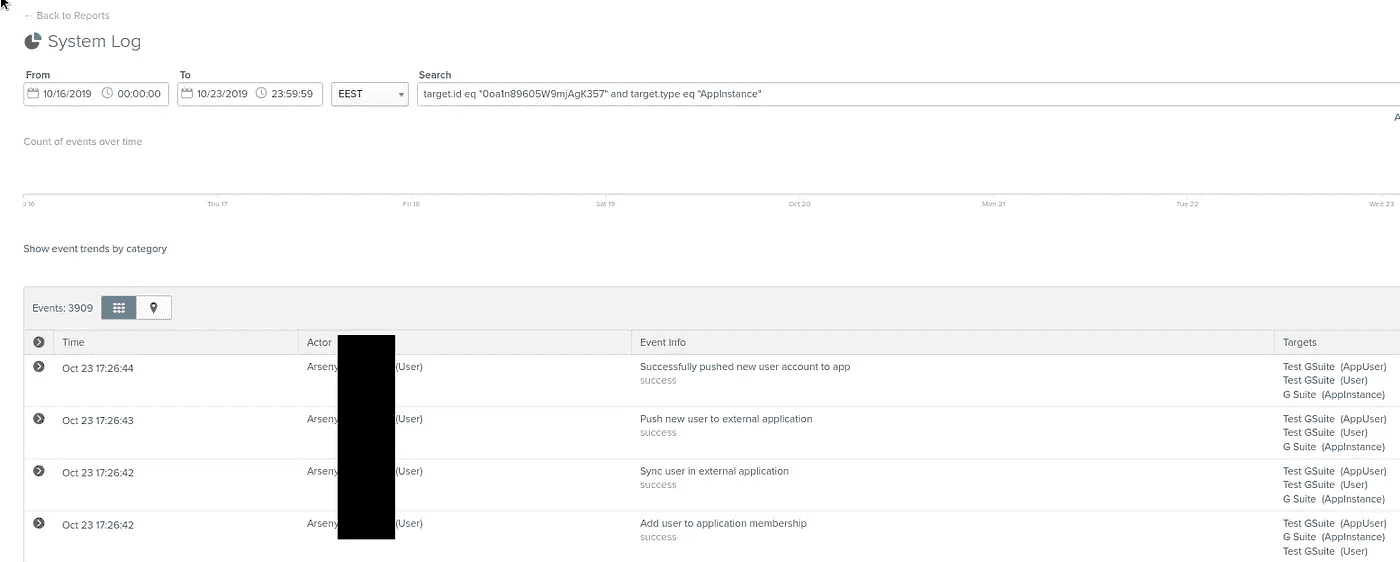 ← Back to Reports
System Log
From To Search
10/16/2019 00:00:00 10/23/2019 23:59:59 EEST target.id eq "0oa1n89605W9mjAgK357" and target.type eq "AppInstance"
A
Count of events over time
16 Thu 17 Fri 18 Sat 19 Oct 20 Mon 21 Tue 22 Wed 23
Show event trends by category
Events: 3909
Time Actor Event Info Targets
Oct 23 17:26:44 Arseny (User) Successfully pushed new user account to app Test GSuite (AppUser)
success Test GSuite (User)
G Suite (AppInstance)
Oct 23 17:26:43 Arseny (User) Push new user to external application Test GSuite (AppUser)
success Test GSuite (User)
G Suite (AppInstance)
Oct 23 17:26:42 Arseny (User) Sync user in external application Test GSuite (AppUser)
success Test GSuite (User)
G Suite (AppInstance)
Oct 23 17:26:42 Arseny (User) Add user to application membership Test GSuite (AppUser)
success G Suite (AppInstance)
Test GSuite (User)